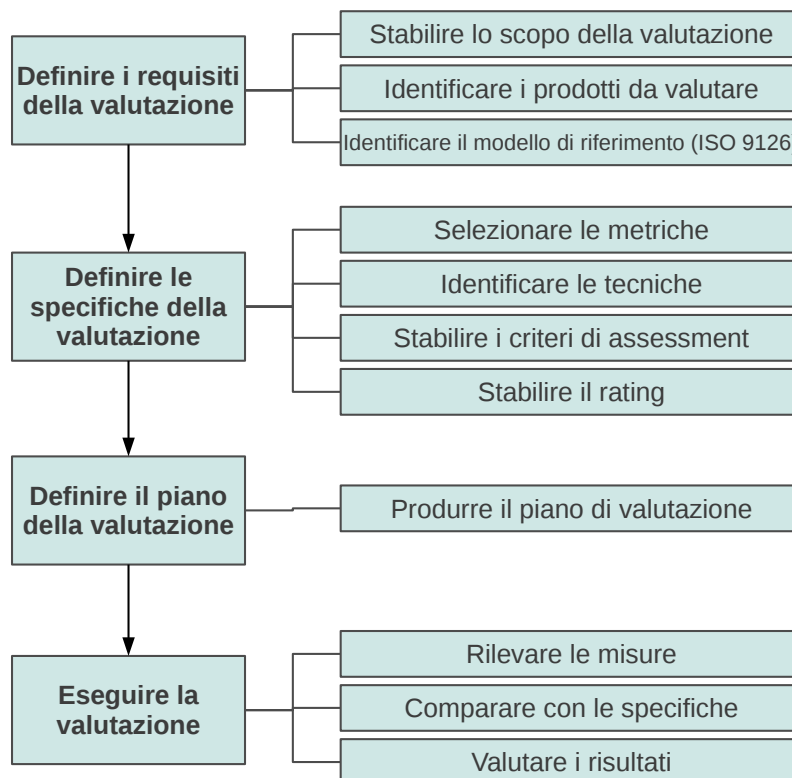 Definire i requisiti
della valutazione
Stabilire lo scopo della valutazione
Identificare i prodotti da valutare
Identificare il modello di riferimento (ISO 9126)
Definire le
specifiche della
valutazione
Selezionare le metriche
Identificare le tecniche
Stabilire i criteri di assessment
Stabilire il rating
Definire il piano
della valutazione
Produrre il piano di valutazione
Eseguire la
valutazione
Rilevare le misure
Comparare con le specifiche
Valutare i risultati